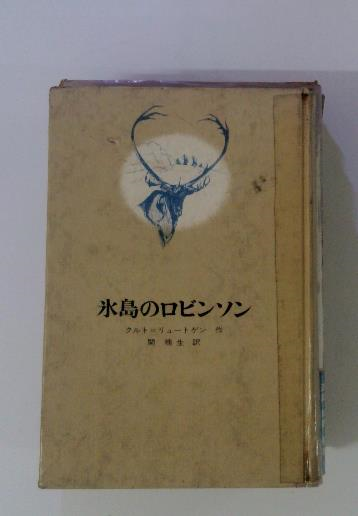 氷島のロビンソン
クルト＝リュートゲン 作
関 楠生 訳